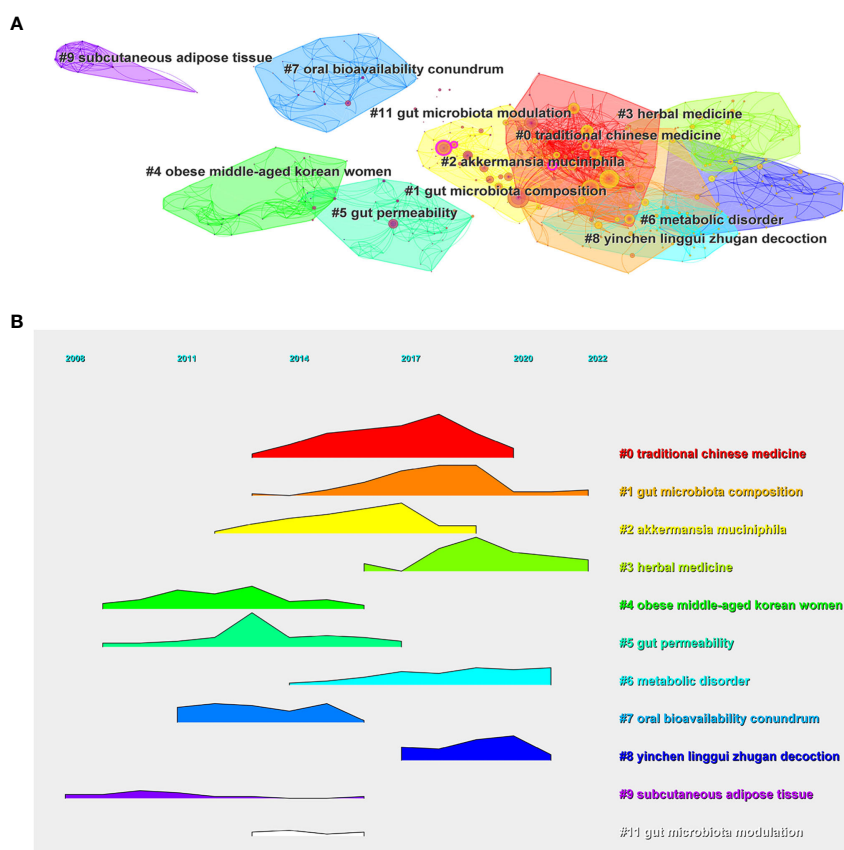 A
#9 subcutaneous adipose tissue
#7 oral bioavailability conundrum
#11 gut microbiota modulation
#3 herbal medicine
#0 traditional chinese medicine
#2 akkermansia muciniphila
#4 obese middle-aged korean women
#1 gut microbiota composition
#5 gut permeability
#6 metabolic disorder
#8 yinchen linggui zhugan decoction
B
2008 2011 2014 2017 2020 2022
#0 traditional chinese medicine
#1 gut microbiota composition
#2 akkermansia muciniphila
#3 herbal medicine
#4 obese middle-aged korean women
#5 gut permeability
#6 metabolic disorder
#7 oral bioavailability conundrum
#8 yinchen linggui zhugan decoction
#9 subcutaneous adipose tissue
#11 gut microbiota modulation